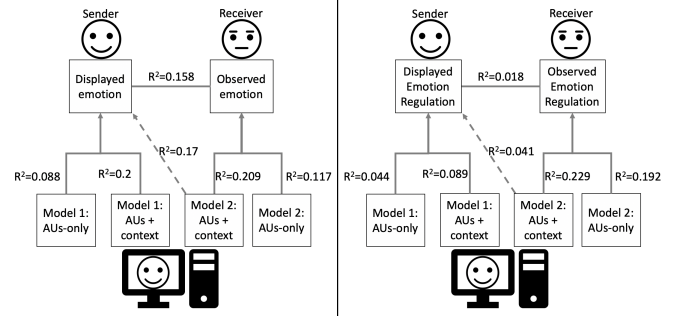 Sender
Receiver
Displayed
emotion
R²=0.158
Observed
emotion
R²=0.17
R²=0.088
R²=0.2
R²=0.209
R²=0.117
Model 1:
AUs-only
Model 1:
AUs +
context
Model 2:
AUs +
context
Model 2:
AUs-only
Sender
Receiver
Displayed
Emotion
Regulation
R²=0.018
Observed
Emotion
Regulation
R²=0.041
R²=0.044
R²=0.089
R²=0.229
R²=0.192
Model 1:
AUs-only
Model 1:
AUs +
context
Model 2:
AUs +
context
Model 2:
AUs-only